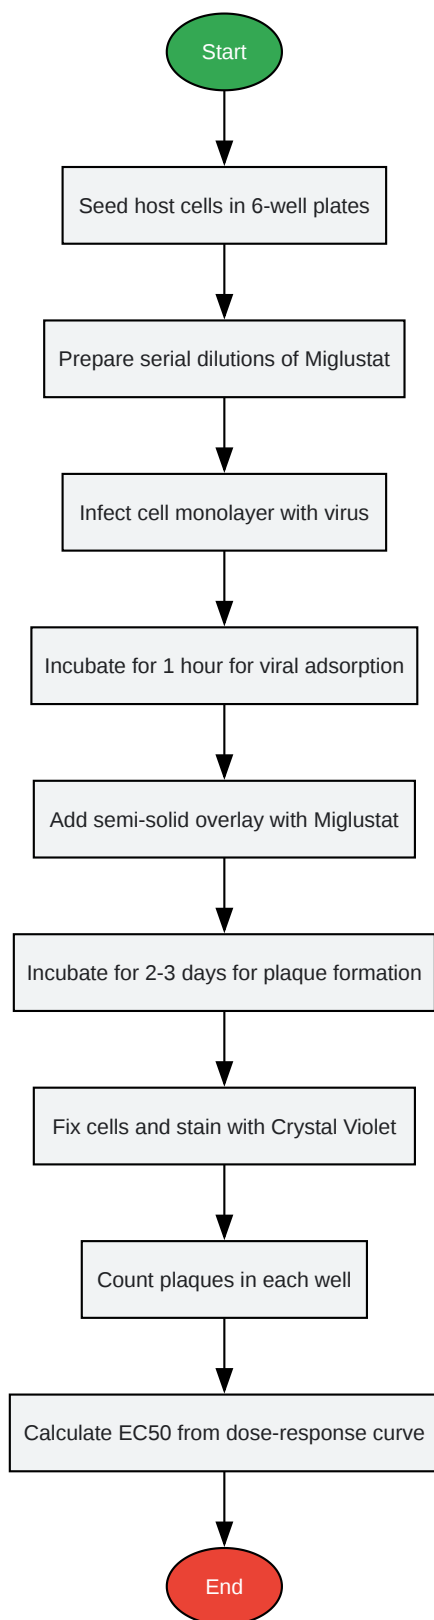 Start
Seed host cells in 6-well plates
Prepare serial dilutions of Miglustat
Infect cell monolayer with virus
Incubate for 1 hour for viral adsorption
Add semi-solid overlay with Miglustat
Incubate for 2-3 days for plaque formation
Fix cells and stain with Crystal Violet
Count plaques in each well
Calculate EC50 from dose-response curve
End